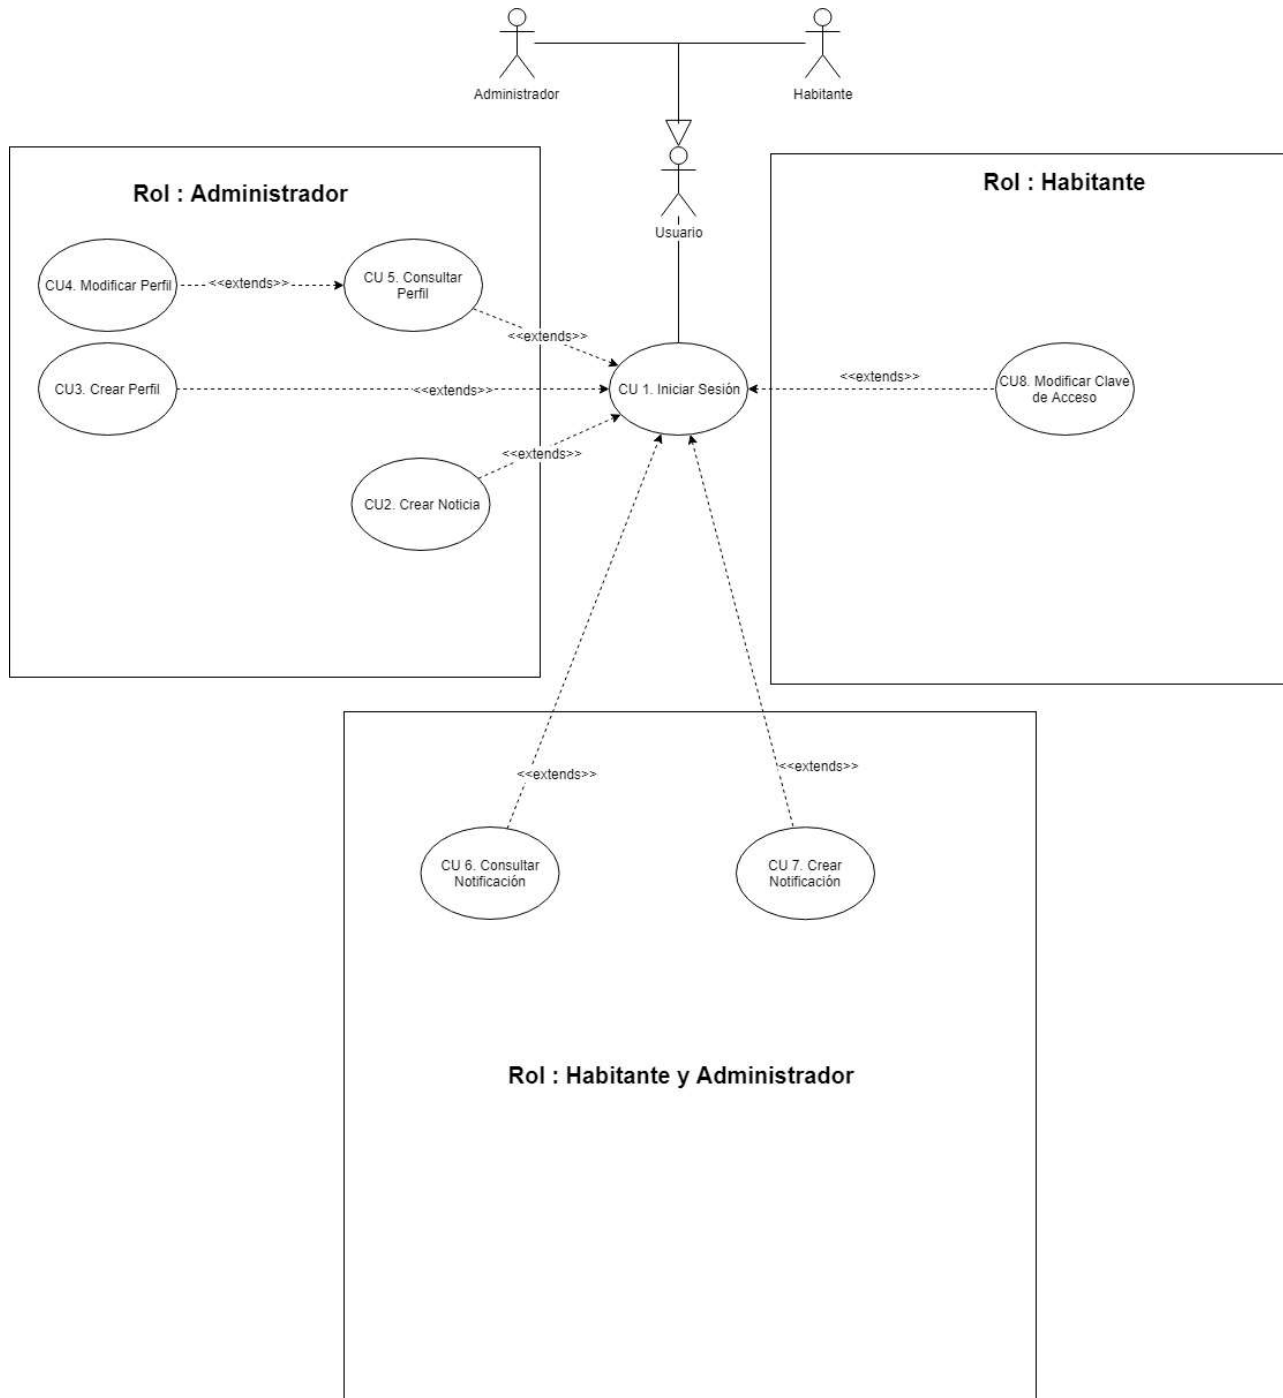 Administrador
Habitante
Usuario
Rol : Administrador
Rol : Habitante
CU4. Modificar Perfil
<<extends>>
CU 5. Consultar
Perfil
<<extends>>
CU3. Crear Perfil
<<extends>>
CU 1. Iniciar Sesión
<<extends>>
CU8. Modificar Clave
de Acceso
<<extends>>
CU2. Crear Noticia
<<extends>>
<<extends>>
CU 6. Consultar
Notificación
CU 7. Crear
Notificación
Rol : Habitante y Administrador